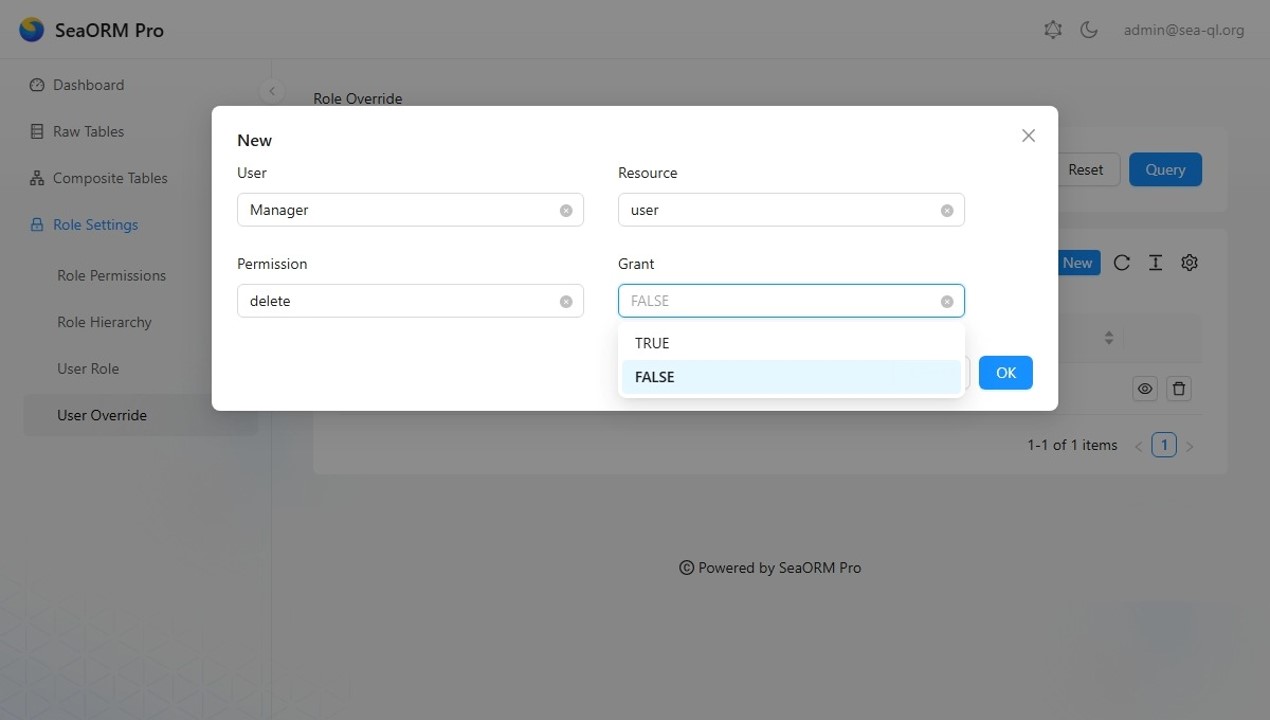 SeaORM Pro
admin@sea-ql.org
Dashboard
Raw Tables
Composite Tables
Role Settings
Role Permissions
Role Hierarchy
User Role
User Override
Role Override
Reset
Query
New
New
User
Resource
Manager
user
Permission
Grant
delete
FALSE
TRUE
FALSE
OK
1-1 of 1 items
1
© Powered by SeaORM Pro